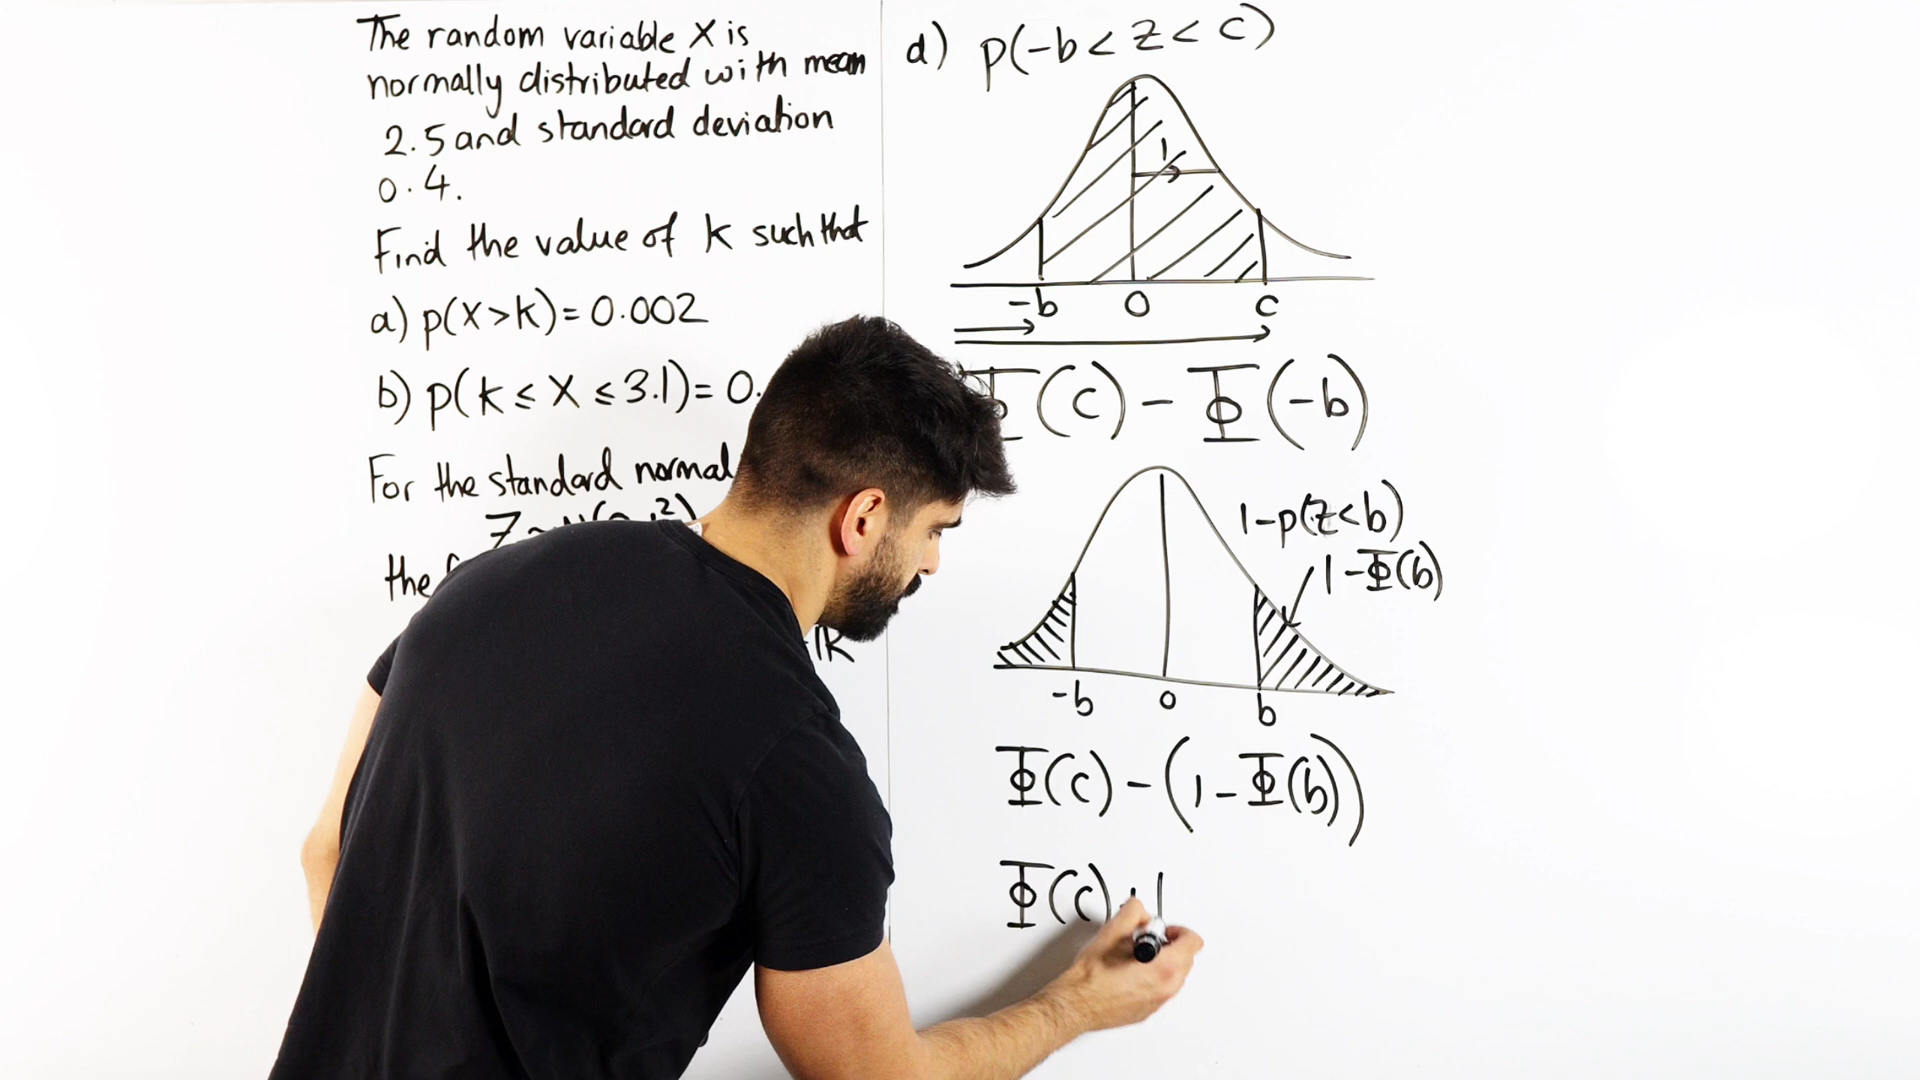 The random variable X is
normally distributed with mean
2.5 and standard deviation
0.4.
Find the value of k such that
a) p(X>k)=0.002
b) p(k≤X≤3.1)=0.
For the standard normal
Z~
the
ℝ
d) p(-b<Z<c)
1
-b 0 c
Φ(c)-Φ(-b)
1-p(Z<b)
1-Φ(b)
-b 0 b
Φ(c)-(1-Φ(b))
Φ(c)